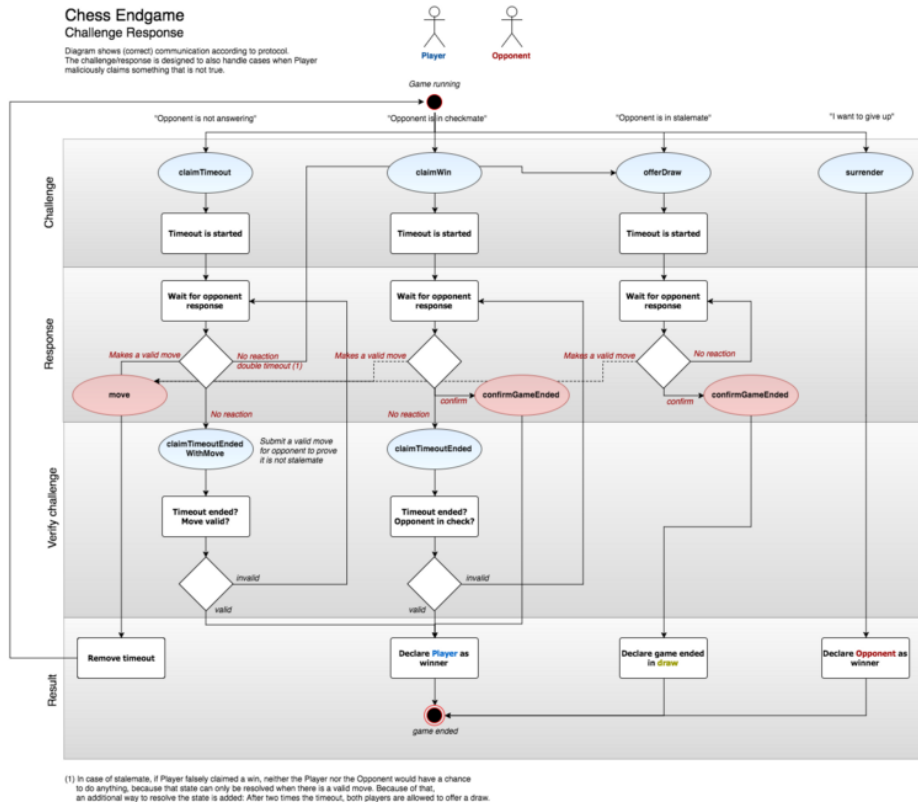 Chess Endgame
Challenge Response
Diagram shows (correct) communication according to protocol.
The challenge/response is designed to also handle cases when Player
maliciously claims something that is not true.
Player
Opponent
Game running
"Opponent is not answering"
"Opponent is in checkmate"
"Opponent is in stalemate"
"I want to give up"
Challenge
claimTimeout
claimWin
offerDraw
surrender
Timeout is started
Timeout is started
Timeout is started
Response
Wait for opponent
response
Wait for opponent
response
Wait for opponent
response
Makes a valid move
No reaction
double timeout (1)
Makes a valid move
Makes a valid move
No reaction
move
confirm
confirmGameEnded
confirm
confirmGameEnded
No reaction
No reaction
Verify challenge
claimTimeoutEnded
WithMove
Submit a valid move
for opponent to prove
it is not stalemate
claimTimeoutEnded
Timeout ended?
Move valid?
Timeout ended?
Opponent in check?
invalid
invalid
valid
valid
Result
Remove timeout
Declare Player as
winner
Declare game ended
in draw
Declare Opponent as
winner
game ended
(1) In case of stalemate, if Player falsely claimed a win, neither the Player nor the Opponent would have a chance
to do anything, because that state can only be resolved when there is a valid move. Because of that,
an additional way to resolve the state is added: After two times the timeout, both players are allowed to offer a draw.